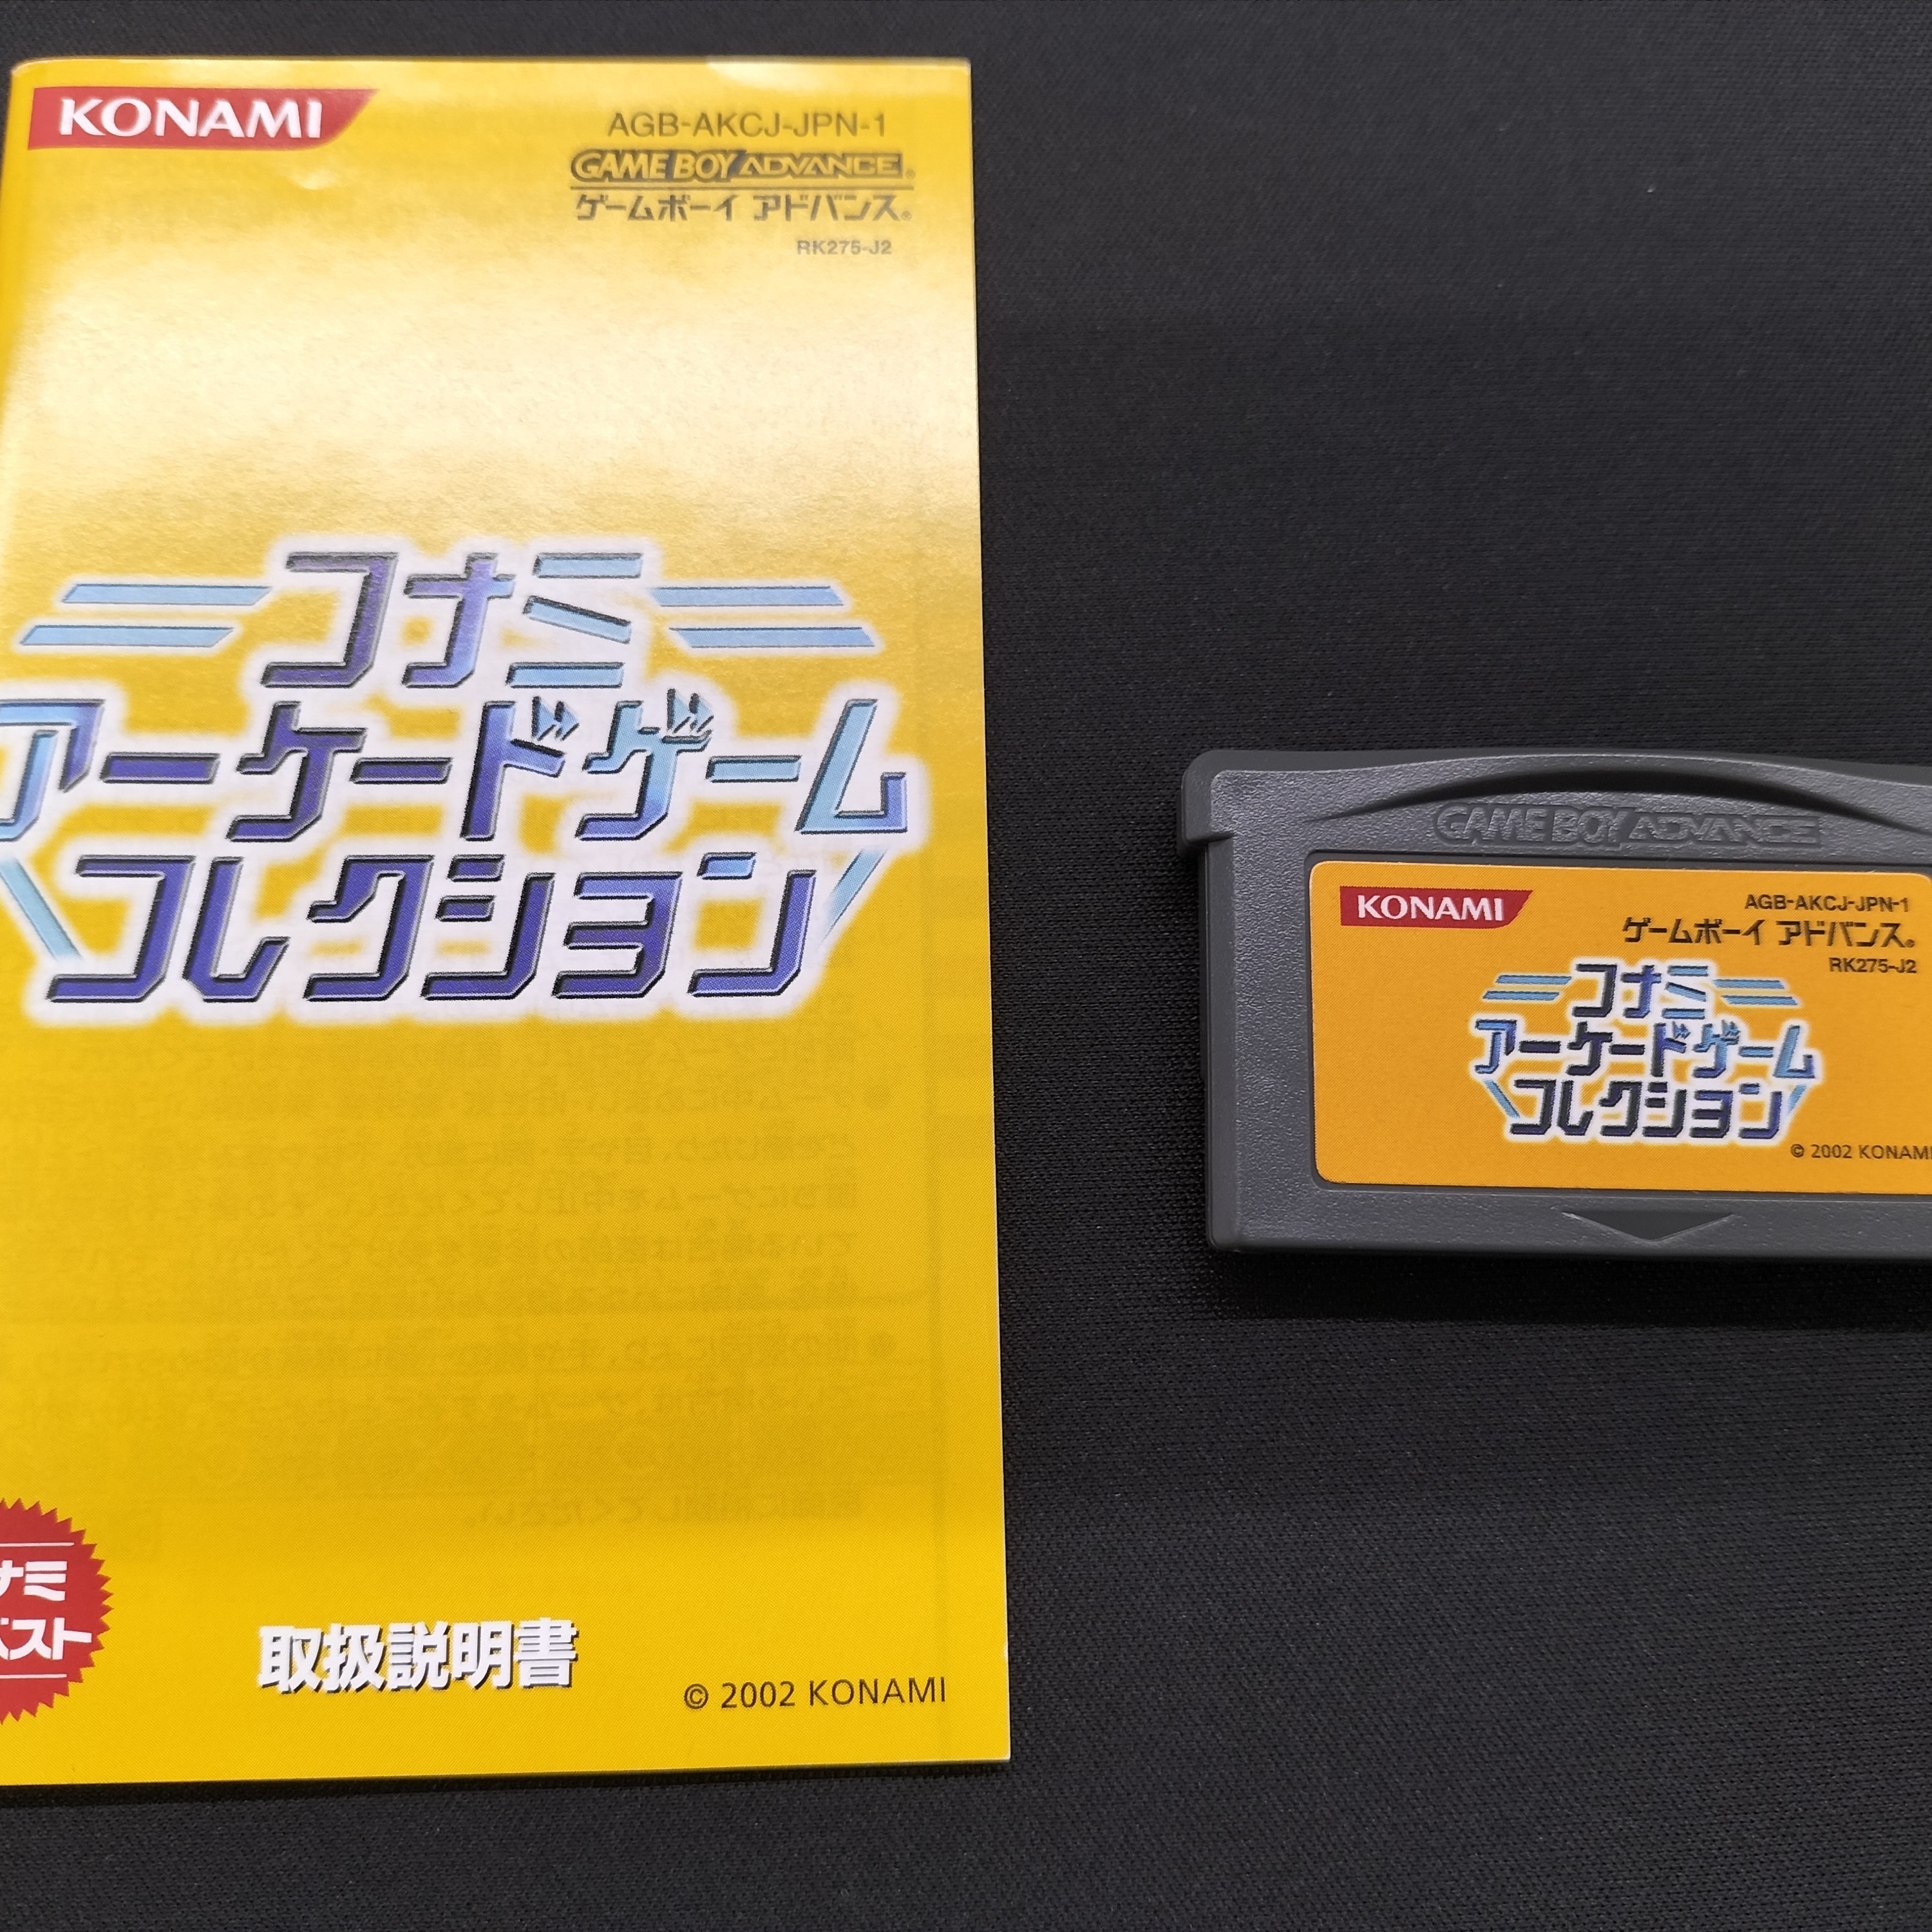 KONAMI
AGB-AKCJ-JPN-1
GAME BOY ADVANCE®
ゲームボーイ アドバンス®
RK275-J2
コナミ
アーケードゲーム
コレクション
ナミ
ベスト
取扱説明書
© 2002 KONAMI
GAME BOY ADVANCE
KONAMI
AGB-AKCJ-JPN-1
ゲームボーイ アドバンス®
RK275-J2
コナミ
アーケードゲーム
コレクション
© 2002 KONAMI